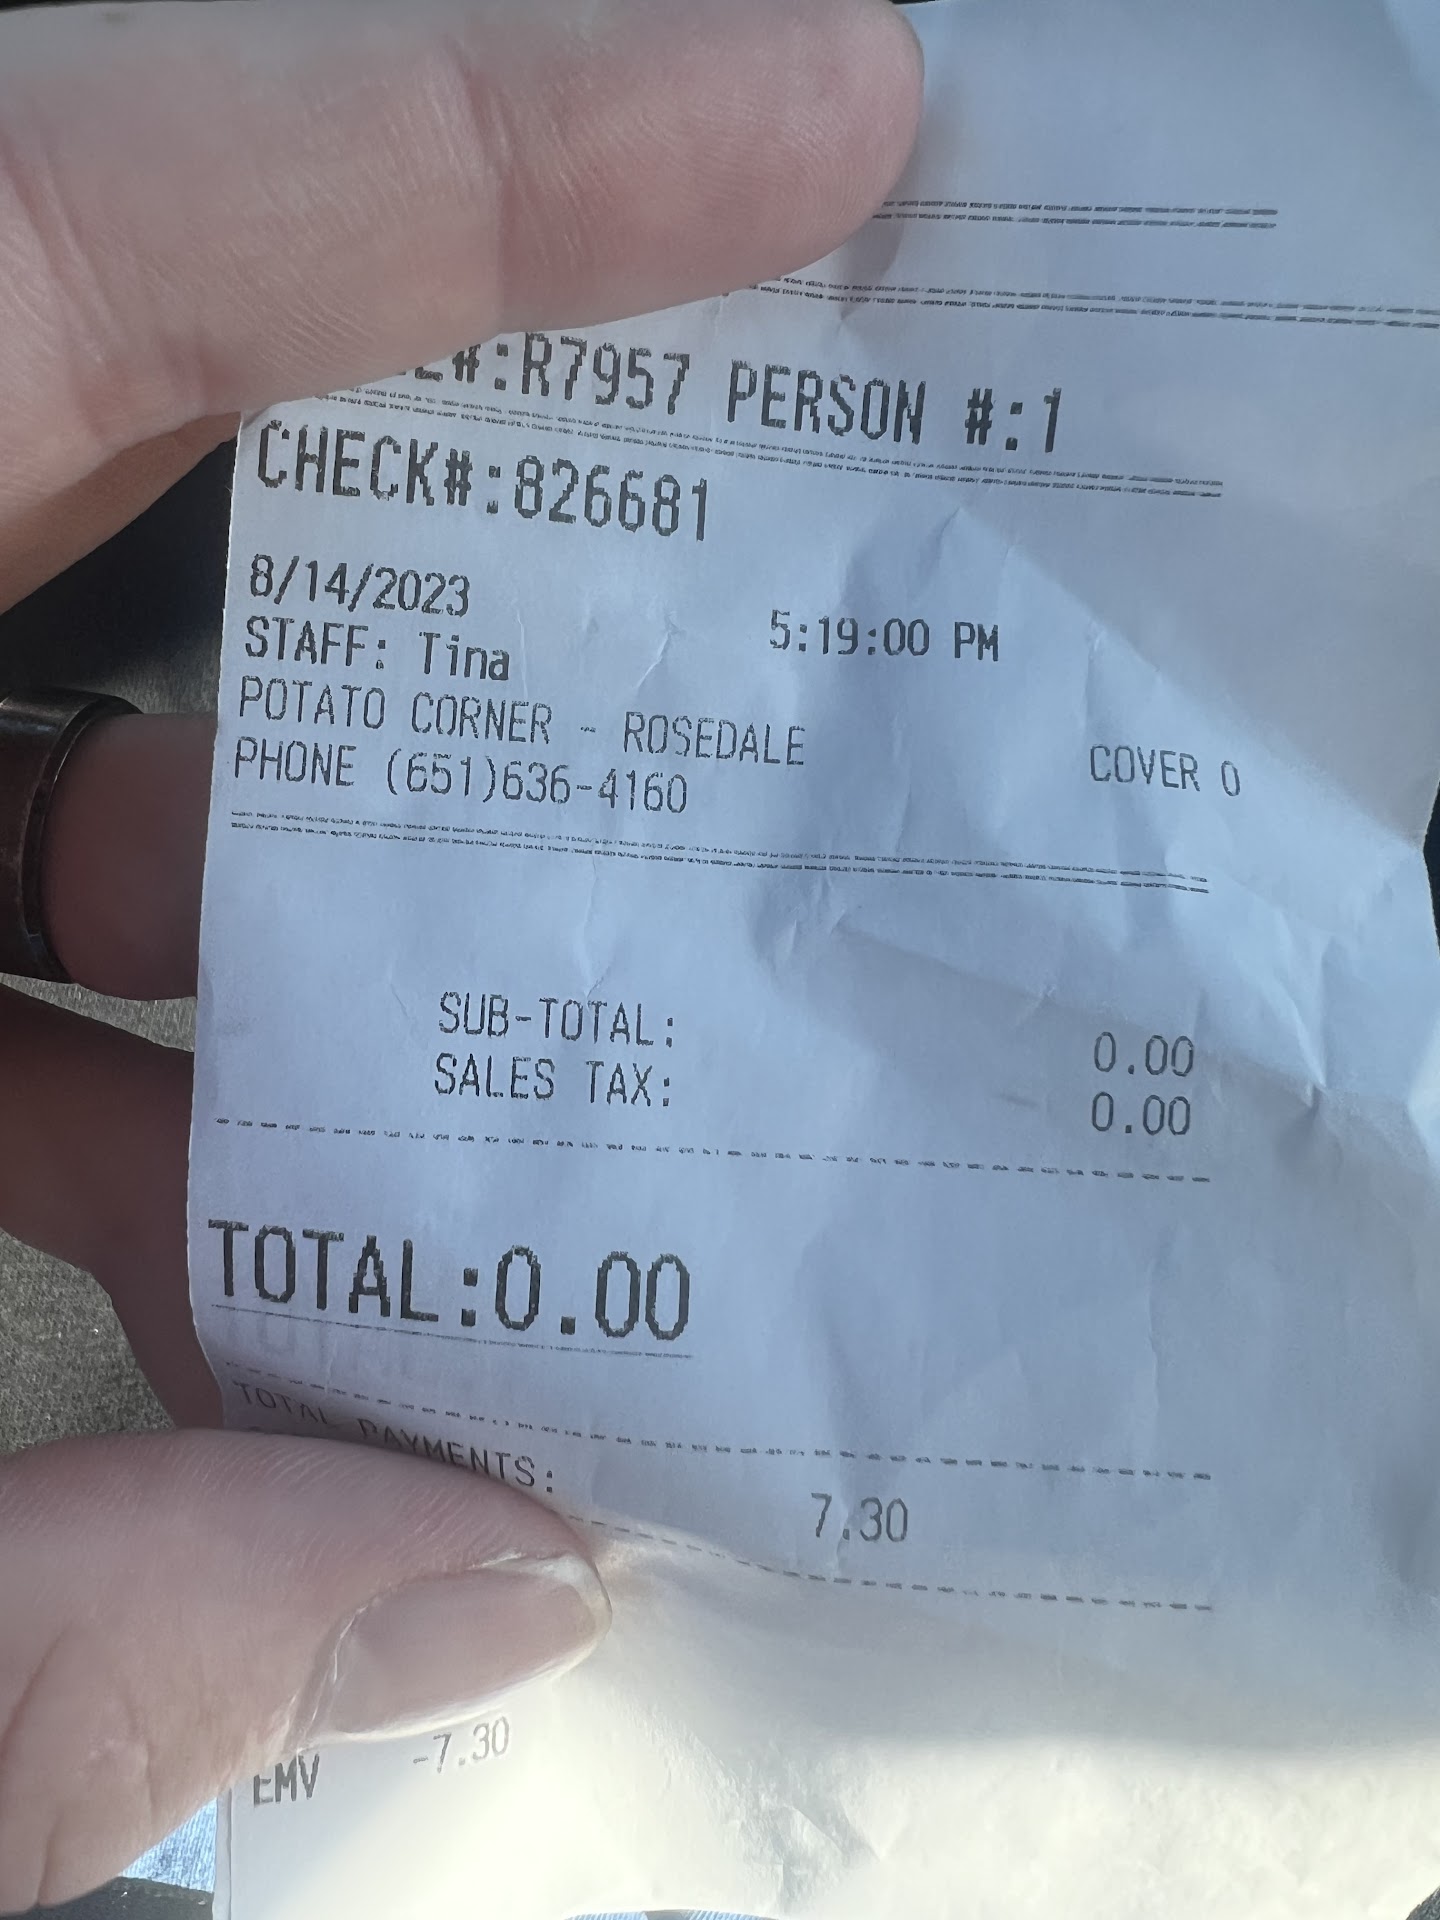 #:R7957 PERSON #:1
CHECK#:826681
8/14/2023 5:19:00 PM
STAFF: Tina
POTATO CORNER - ROSEDALE
PHONE (651)636-4160 COVER 0
SUB-TOTAL: 0.00
SALES TAX: 0.00
TOTAL:0.00
TOTAL PAYMENTS: 7.30
EMV -7.30